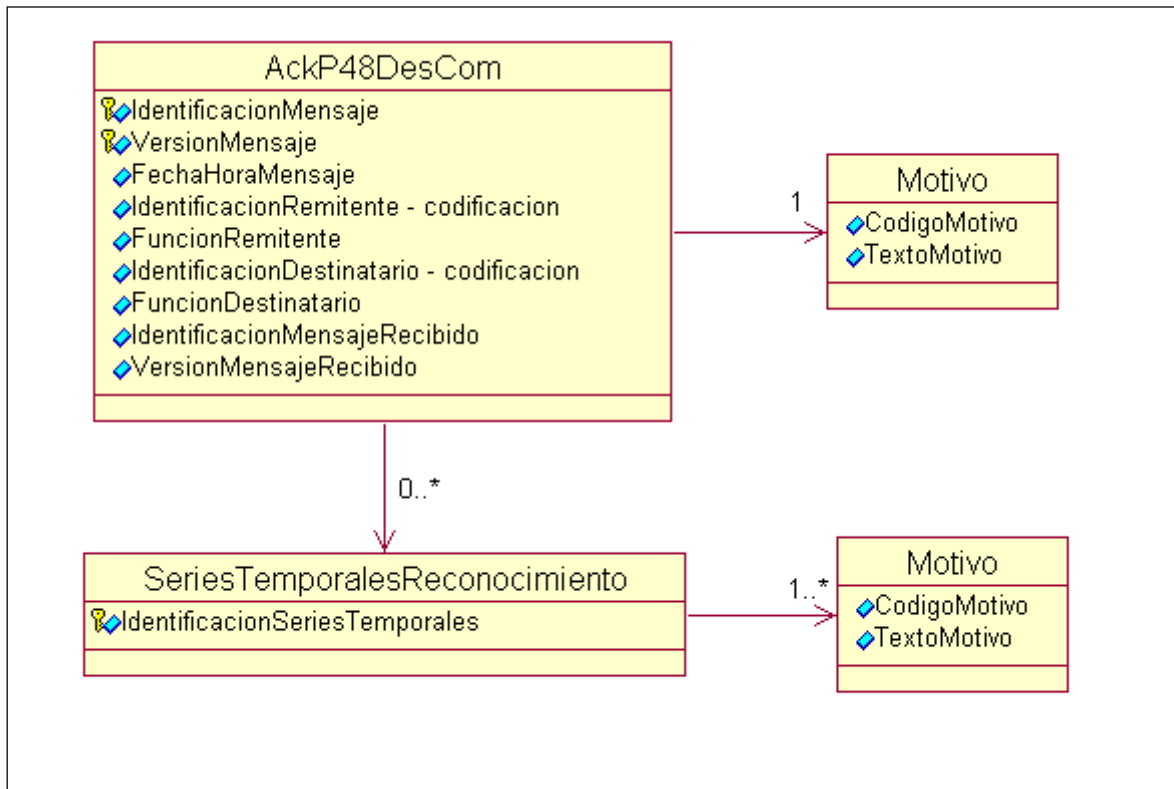 AckP48DesCom
IdentificacionMensaje
VersionMensaje
FechaHoraMensaje
IdentificacionRemitente - codificacion
FuncionRemitente
IdentificacionDestinatario - codificacion
FuncionDestinatario
IdentificacionMensajeRecibido
VersionMensajeRecibido
1
Motivo
CodigoMotivo
TextoMotivo
0..*
SeriesTemporalesReconocimiento
IdentificacionSeriesTemporales
1..*
Motivo
CodigoMotivo
TextoMotivo